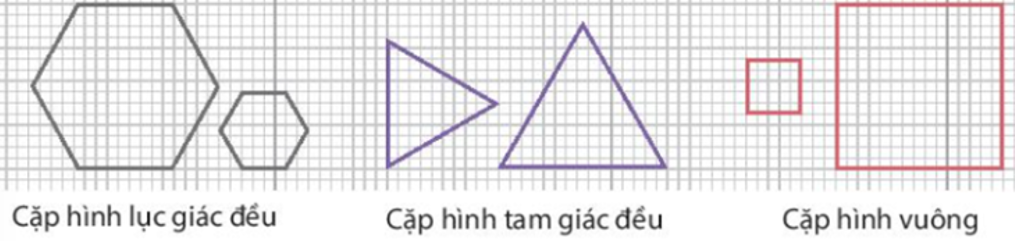 Cặp hình lục giác đều
Cặp hình tam giác đều
Cặp hình vuông